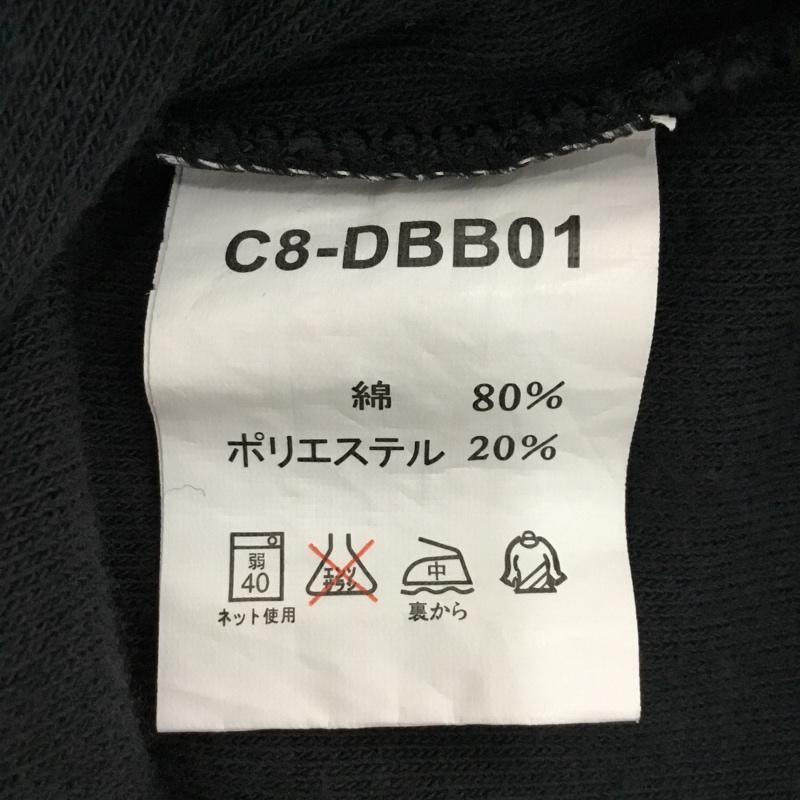 C8-DBB01
綿 80%
ポリエステル 20%
弱
40
エンソ
サラシ
中
ネット使用
裏から